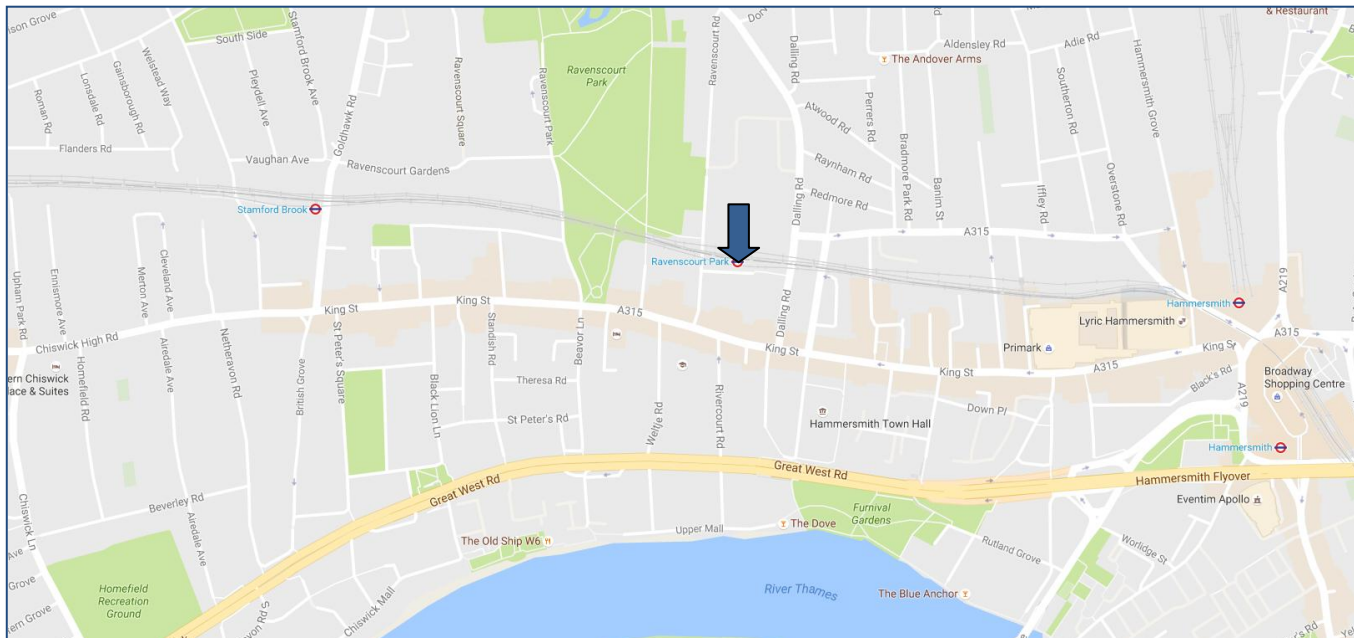 & Restaurant
South Side
Stamford Brook Ave
Welstead Way
Gainsborough Rd
Lonsdale Rd
Roman Rd
Pleydell Ave
Flanders Rd
Vaughan Ave
Goldhawk Rd
Ravenscourt Square
Ravenscourt Gardens
Ravenscourt Park
Ravenscourt
Park
Ravenscourt Rd
Dalling Rd
The Andover Arms
Aldensley Rd
Adie Rd
Hammersmith Grove
Southerton Rd
Atwood Rd
Perrers Rd
Bradmore Park Rd
Raynham Rd
Redmore Rd
Banim St
Iffley Rd
Overstone Rd
Dalling Rd
A315
Stamford Brook
Ravenscourt Park
Hammersmith
A219
Upham Park Rd
Ennismore Ave
Cleveland Ave
Merton Ave
Airedale Ave
Netheravon Rd
Chiswick High Rd
Homefield Rd
ern Chiswick
lace & Suites
British Grove
St Peter's Square
King St
King St
A315
Black Lion Ln
Standish Rd
Beavor Ln
Theresa Rd
St Peter's Rd
Weltje Rd
Rivercourt Rd
Dalling Rd
King St
King St
A315
King St
A315
Lyric Hammersmith
Primark
Black's Rd
A219
Broadway
Shopping Centre
Down Pl
Hammersmith Town Hall
Hammersmith
Great West Rd
Great West Rd
Hammersmith Flyover
Eventim Apollo
Furnival
Gardens
Beverley Rd
Airedale Ave
Chiswick Ln
Upper Mall
The Dove
The Old Ship W6
Rutland Grove
Worlidge St
Homefield
Recreation
Ground
Chiswick Mall
River Thames
The Blue Anchor